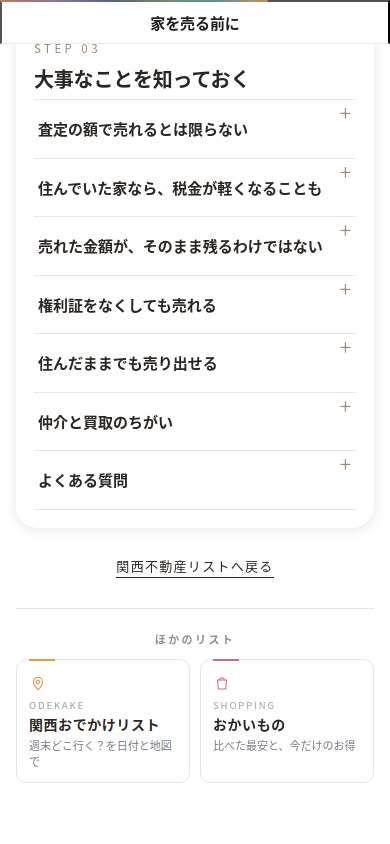 家を売る前に
STEP 03
大事なことを知っておく
査定の額で売れるとは限らない
住んでいた家なら、税金が軽くなることも
売れた金額が、そのまま残るわけではない
権利証をなくしても売れる
住んだままでも売り出せる
仲介と買取のちがい
よくある質問
関西不動産リストへ戻る
ほかのリスト
ODEKAKE
関西おでかけリスト
週末どこ行く？を日付と地図
で
SHOPPING
おかいもの
比べた最安と、今だけのお得